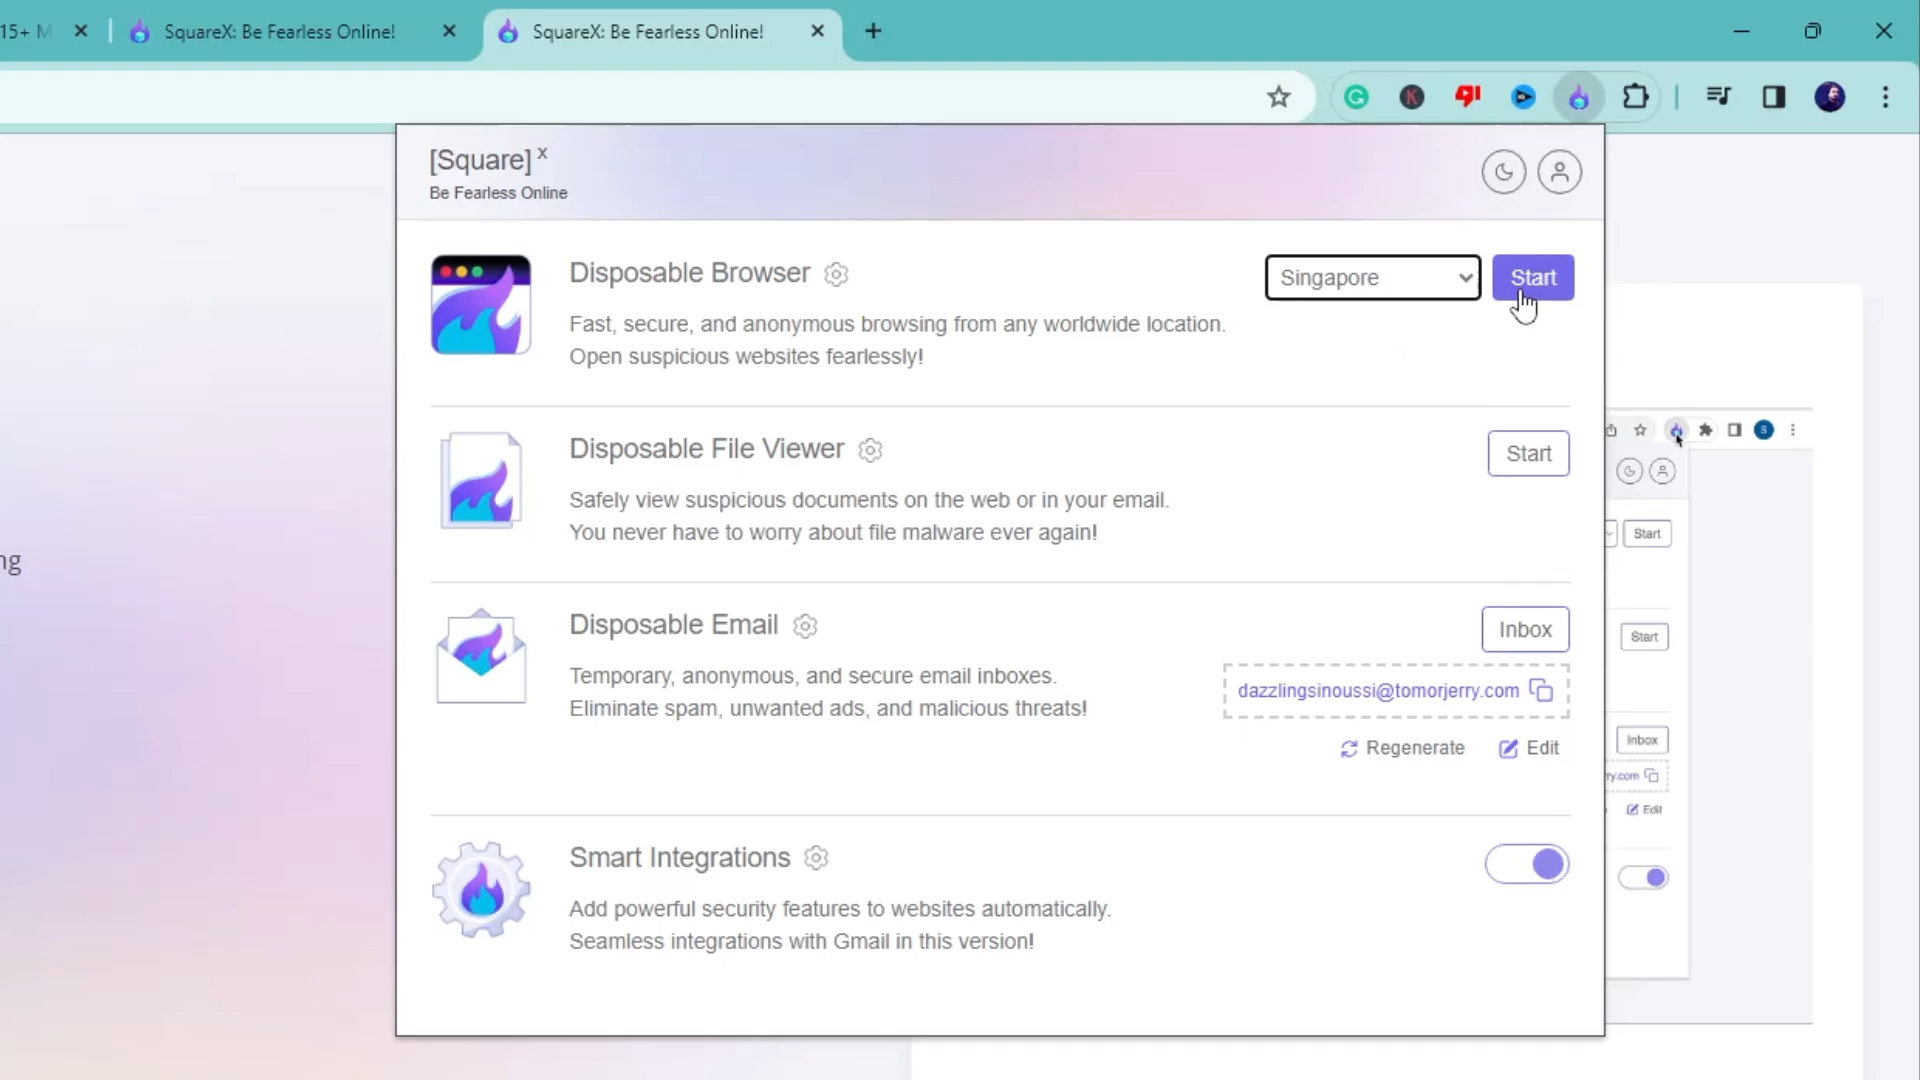 15+ M
SquareX: Be Fearless Online!
SquareX: Be Fearless Online!
[Square] x
Be Fearless Online
Disposable Browser
Singapore
Start
Fast, secure, and anonymous browsing from any worldwide location.
Open suspicious websites fearlessly!
Disposable File Viewer
Start
Safely view suspicious documents on the web or in your email.
You never have to worry about file malware ever again!
Disposable Email
Inbox
Temporary, anonymous, and secure email inboxes.
Eliminate spam, unwanted ads, and malicious threats!
dazzlingsinoussi@tomorjerry.com
Regenerate
Edit
Smart Integrations
Add powerful security features to websites automatically.
Seamless integrations with Gmail in this version!
ng
S
Start
Start
Inbox
ry.com
Edit